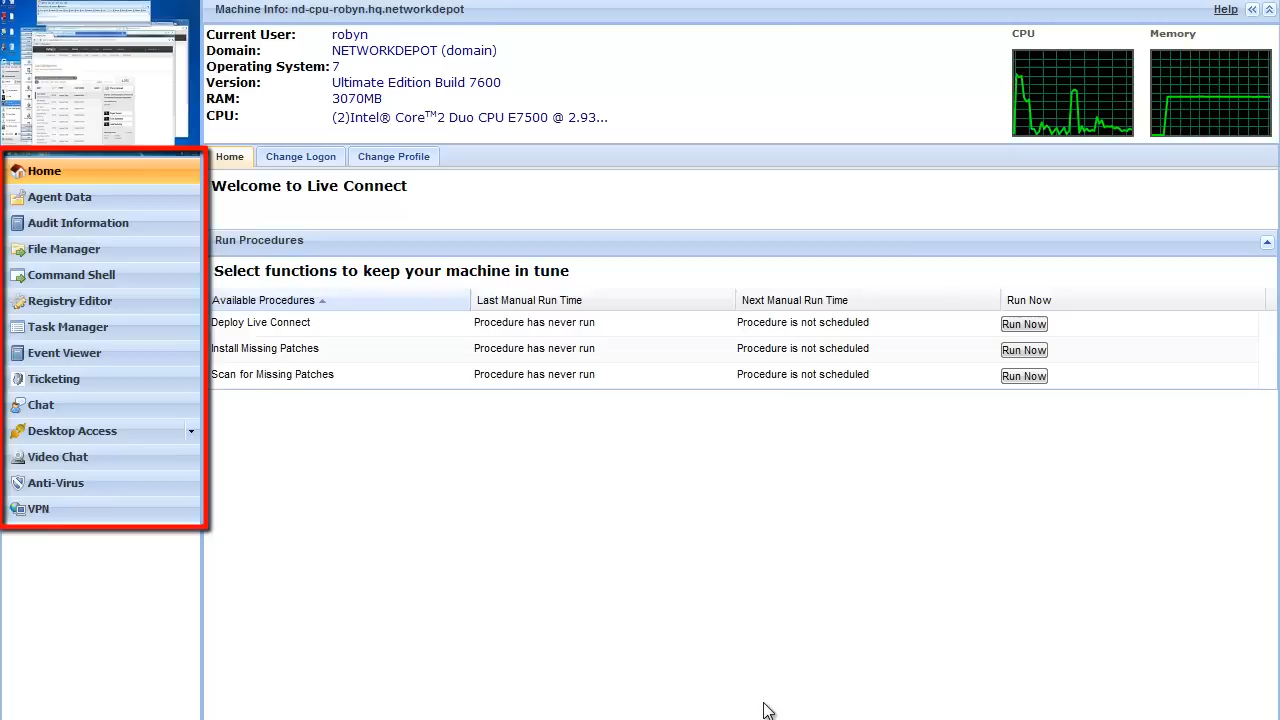 Machine Info: nd-win7-robyn.harv.networkdepot
Help
Current User: robyn
Domain: NETWORKDEPOT (dc)
Operating System: 7
Version: Ultimate Edition Build 7600
RAM: 3070MB
CPU: (2)Intel® Core™2 Duo CPU E7500 @ 2.93...
CPU
Memory
Home
Change Logon
Change Profile
Home
Agent Data
Audit Information
File Manager
Command Shell
Registry Editor
Task Manager
Event Viewer
Ticketing
Chat
Desktop Access
Video Chat
Anti-Virus
VPN
Welcome to Live Connect
Run Procedures
Select functions to keep your machine in tune
Available Procedures Last Manual Run Time Next Manual Run Time Run Now
Deploy Live Connect Procedure has never run Procedure is not scheduled Run Now
Install Missing Patches Procedure has never run Procedure is not scheduled Run Now
Scan for Missing Patches Procedure has never run Procedure is not scheduled Run Now